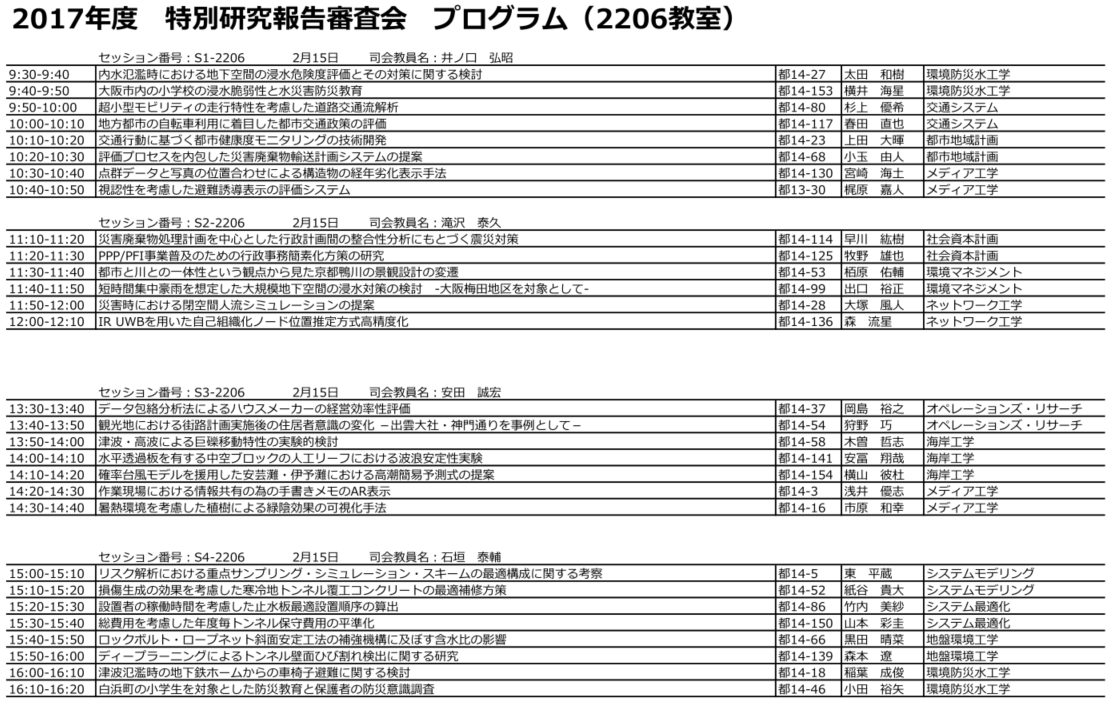 2017年度　特別研究報告審査会　プログラム（2206教室）
セッション番号：S1-2206　2月15日　司会教員名：井ノ口　弘昭
9:30-9:40 内水氾濫時における地下空間の浸水危険度評価とその対策に関する検討 都14-27 太田　和樹 環境防災水工学
9:40-9:50 大阪市内の小学校の浸水脆弱性と水災害防災教育 都14-153 横井　海星 環境防災水工学
9:50-10:00 超小型モビリティの走行特性を考慮した道路交通流解析 都14-80 杉上　優希 交通システム
10:00-10:10 地方都市の自転車利用に着目した都市交通政策の評価 都14-117 春田　直也 交通システム
10:10-10:20 交通行動に基づく都市健康度モニタリングの技術開発 都14-23 上田　大暉 都市地域計画
10:20-10:30 評価プロセスを内包した災害廃棄物輸送計画システムの提案 都14-68 小玉　由人 都市地域計画
10:30-10:40 点群データと写真の位置合わせによる構造物の経年劣化表示手法 都14-130 宮崎　海土 メディア工学
10:40-10:50 視認性を考慮した避難誘導表示の評価システム 都13-30 梶原　嘉人 メディア工学
セッション番号：S2-2206　2月15日　司会教員名：滝沢　泰久
11:10-11:20 災害廃棄物処理計画を中心とした行政計画間の整合性分析にもとづく震災対策 都14-114 早川　紘樹 社会資本計画
11:20-11:30 PPP/PFI事業普及のための行政事務簡素化方策の研究 都14-125 牧野　雄也 社会資本計画
11:30-11:40 都市と川との一体性という観点から見た京都鴨川の景観設計の変遷 都14-53 栢原　佑輔 環境マネジメント
11:40-11:50 短時間集中豪雨を想定した大規模地下空間の浸水対策の検討　-大阪梅田地区を対象として- 都14-99 出口　裕正 環境マネジメント
11:50-12:00 災害時における閉空間人流シミュレーションの提案 都14-28 大塚　風人 ネットワーク工学
12:00-12:10 IR UWBを用いた自己組織化ノード位置推定方式高精度化 都14-136 森　流星 ネットワーク工学
セッション番号：S3-2206　2月15日　司会教員名：安田　誠宏
13:30-13:40 データ包絡分析法によるハウスメーカーの経営効率性評価 都14-37 岡島　裕之 オペレーションズ・リサーチ
13:40-13:50 観光地における街路計画実施後の住居者意識の変化 －出雲大社・神門通りを事例として－ 都14-54 狩野　巧 オペレーションズ・リサーチ
13:50-14:00 津波・高波による巨礫移動特性の実験的検討 都14-58 木曽　哲志 海岸工学
14:00-14:10 水平透過板を有する中空ブロックの人工リーフにおける波浪安定性実験 都14-141 安冨　翔哉 海岸工学
14:10-14:20 確率台風モデルを援用した安芸灘・伊予灘における高潮簡易予測式の提案 都14-154 横山　彼杜 海岸工学
14:20-14:30 作業現場における情報共有の為の手書きメモのAR表示 都14-3 浅井　優志 メディア工学
14:30-14:40 暑熱環境を考慮した植樹による緑陰効果の可視化手法 都14-16 市原　和幸 メディア工学
セッション番号：S4-2206　2月15日　司会教員名：石垣　泰輔
15:00-15:10 リスク解析における重点サンプリング・シミュレーション・スキームの最適構成に関する考察 都14-5 東　平蔵 システムモデリング
15:10-15:20 損傷生成の効果を考慮した寒冷地トンネル覆工コンクリートの最適補修方策 都14-52 紙谷　貴大 システムモデリング
15:20-15:30 設置者の稼働時間を考慮した止水板最適設置順序の算出 都14-86 竹内　美紗 システム最適化
15:30-15:40 総費用を考慮した年度毎トンネル保守費用の平準化 都14-150 山本　彩圭 システム最適化
15:40-15:50 ロックボルト・ロープネット斜面安定工法の補強機構に及ぼす含水比の影響 都14-66 黒田　晴菜 地盤環境工学
15:50-16:00 ディープラーニングによるトンネル壁面ひび割れ検出に関する研究 都14-139 森本　遼 地盤環境工学
16:00-16:10 津波氾濫時の地下鉄ホームからの車椅子避難に関する検討 都14-18 稲葉　成俊 環境防災水工学
16:10-16:20 白浜町の小学生を対象とした防災教育と保護者の防災意識調査 都14-46 小田　裕矢 環境防災水工学